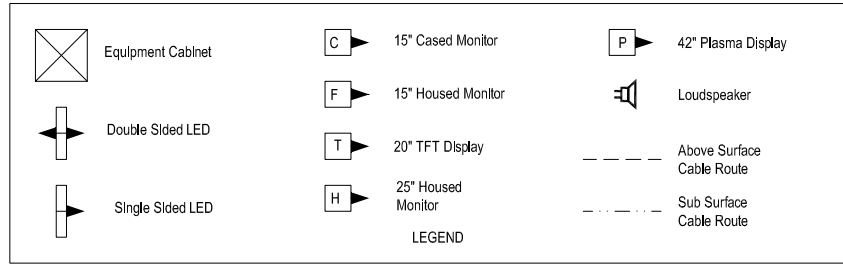 Equipment Cabinet
Double Sided LED
Single Sided LED
C
15" Cased Monitor
F
15" Housed Monitor
T
20" TFT Display
H
25" Housed
Monitor
LEGEND
P
42" Plasma Display
Loudspeaker
Above Surface
Cable Route
Sub Surface
Cable Route